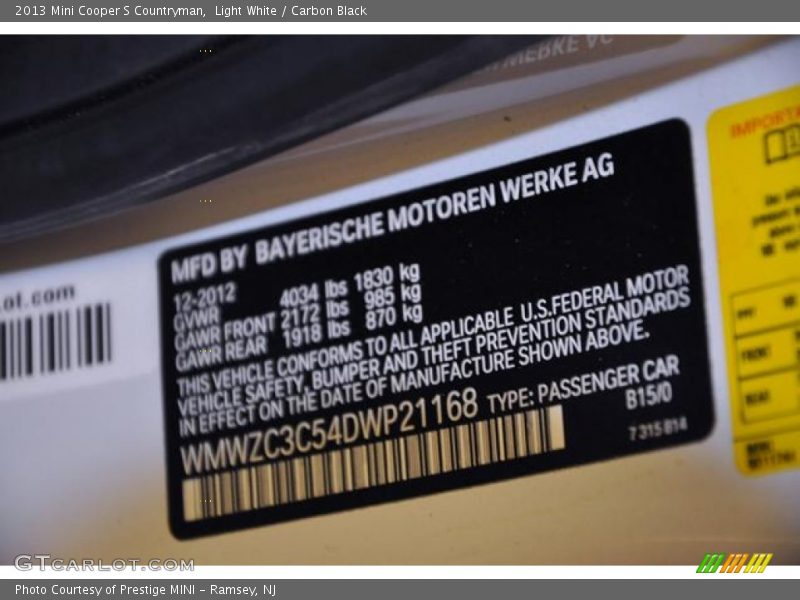 2013 Mini Cooper S Countryman, Light White / Carbon Black
MFD BY BAYERISCHE MOTOREN WERKE AG
12-2012
GVWR 4034 lbs 1830 kg
GAWR FRONT 2172 lbs 985 kg
GAWR REAR 1918 lbs 870 kg
THIS VEHICLE CONFORMS TO ALL APPLICABLE U.S.FEDERAL MOTOR
VEHICLE SAFETY, BUMPER AND THEFT PREVENTION STANDARDS
IN EFFECT ON THE DATE OF MANUFACTURE SHOWN ABOVE.
WMWZC3C54DWP21168 TYPE: PASSENGER CAR
B15/0
7 315 814
.com
GTCARLOT.COM
Photo Courtesy of Prestige MINI - Ramsey, NJ